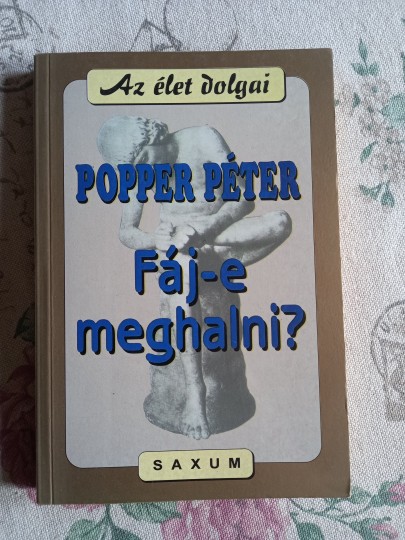 Az élet dolgai
POPPER PÉTER
Fáj-e
meghalni?
SAXUM